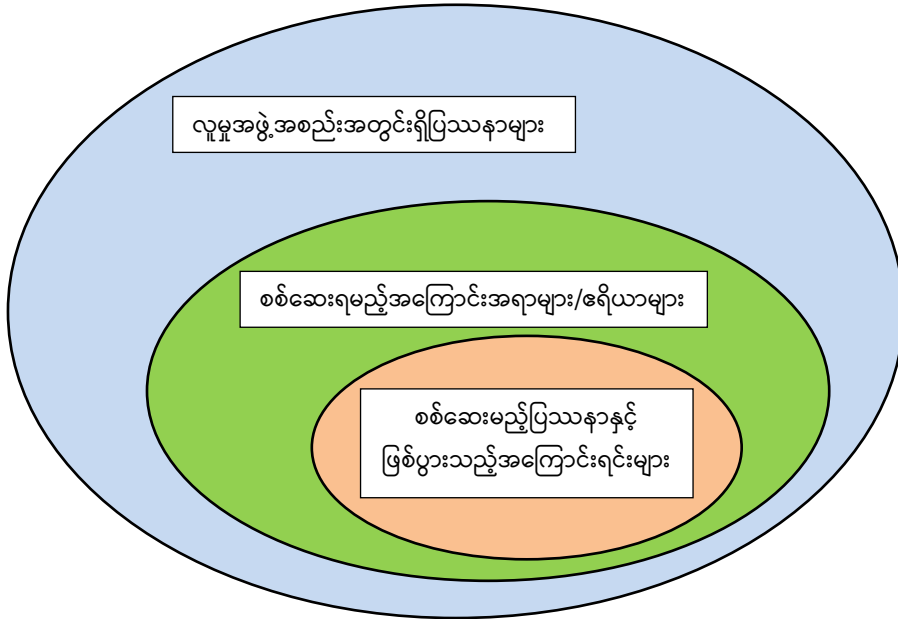 လူမှုအဖွဲ့အစည်းအတွင်းရှိပြဿနာများ
စစ်ဆေးရမည့်အကြောင်းအရာများ/ဧရိယာများ
စစ်ဆေးမည့်ပြဿနာနှင့်
ဖြစ်ပွားသည့်အကြောင်းရင်းများ